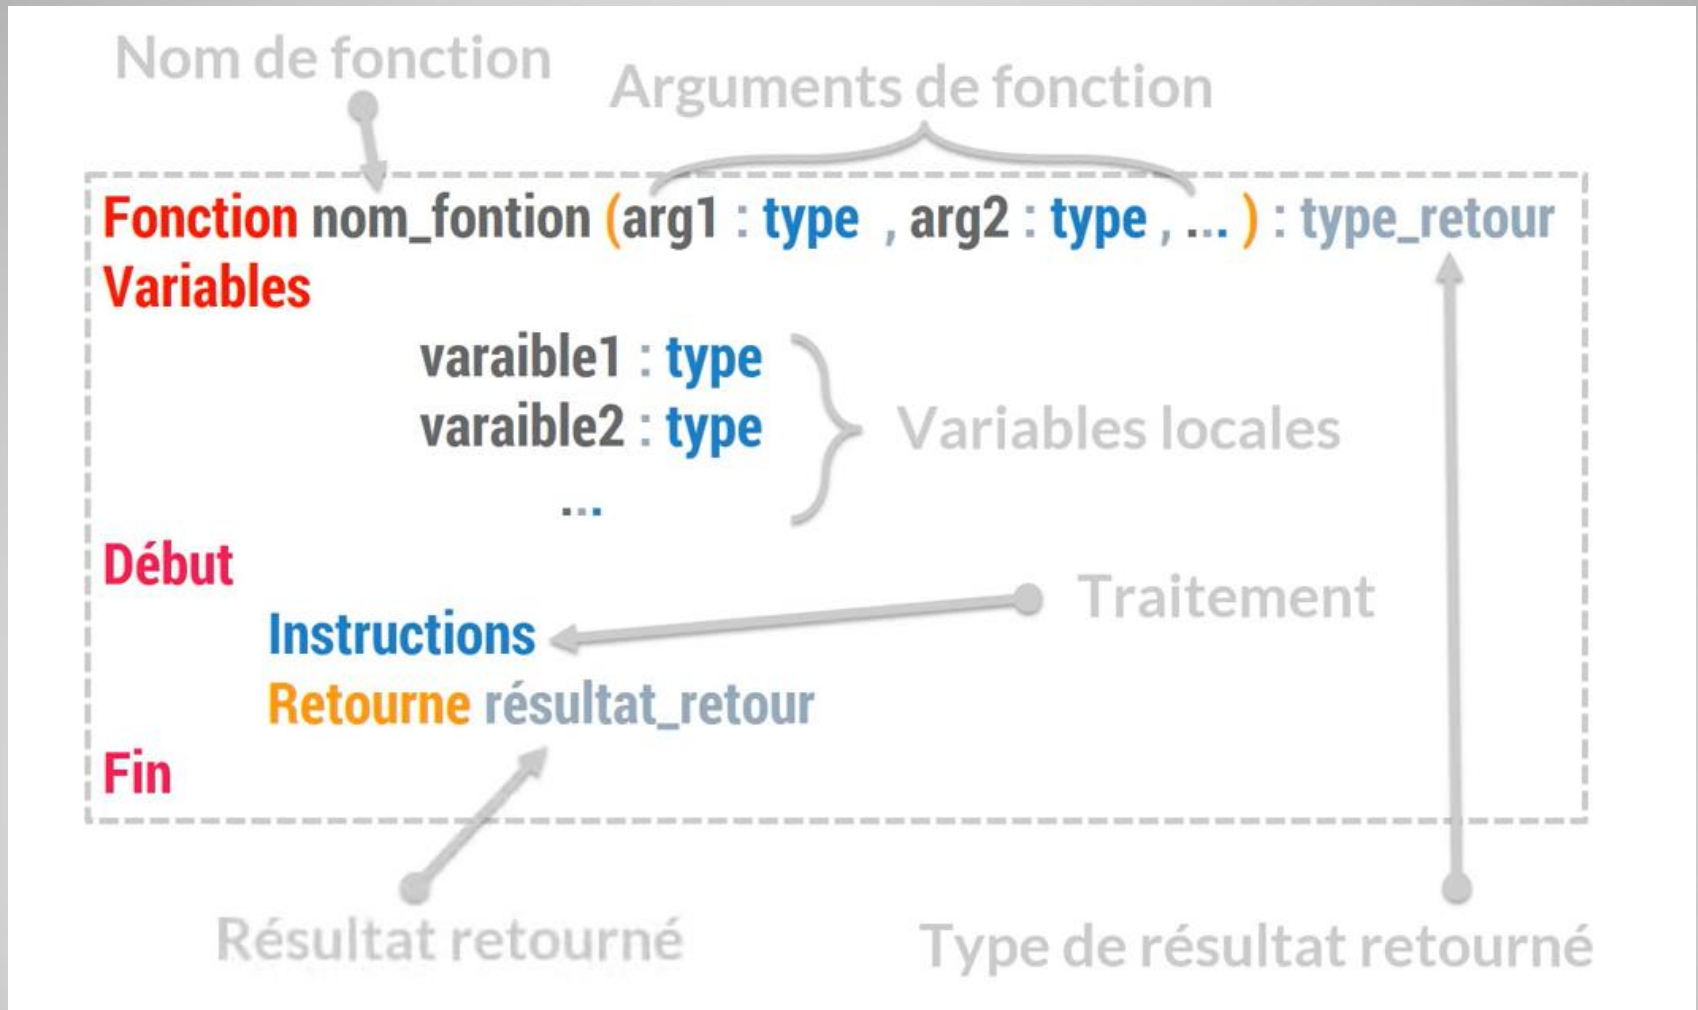 Nom de fonction
Arguments de fonction
Fonction nom_fontion (arg1 : type , arg2 : type , ... ) : type_retour
Variables
varaible1 : type
varaible2 : type
...
Variables locales
Début
Traitement
Instructions
Retourne résultat_retour
Fin
Résultat retourné
Type de résultat retourné